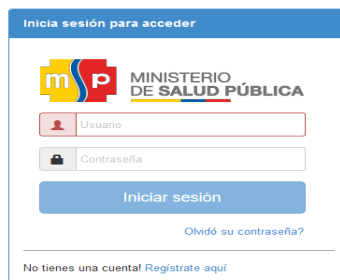 Inicia sesión para acceder
msp MINISTERIO
DE SALUD PÚBLICA
Usuario
Contraseña
Iniciar sesión
Olvidó su contraseña?
No tienes una cuenta! Regístrate aquí